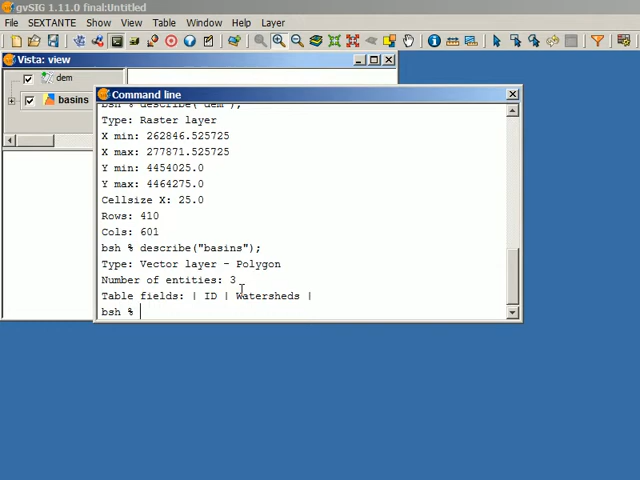 gvSIG 1.11.0 final:Untitled
File SEXTANTE Show View Table Window Help Layer
Vista: view
dem
basins
Command line
bsh % describe("dem");
Type: Raster layer
X min: 262846.525725
X max: 277871.525725
Y min: 4454025.0
Y max: 4464275.0
Cellsize X: 25.0
Rows: 410
Cols: 601
bsh % describe("basins");
Type: Vector layer - Polygon
Number of entities: 3
Table fields: | ID | Watersheds |
bsh %